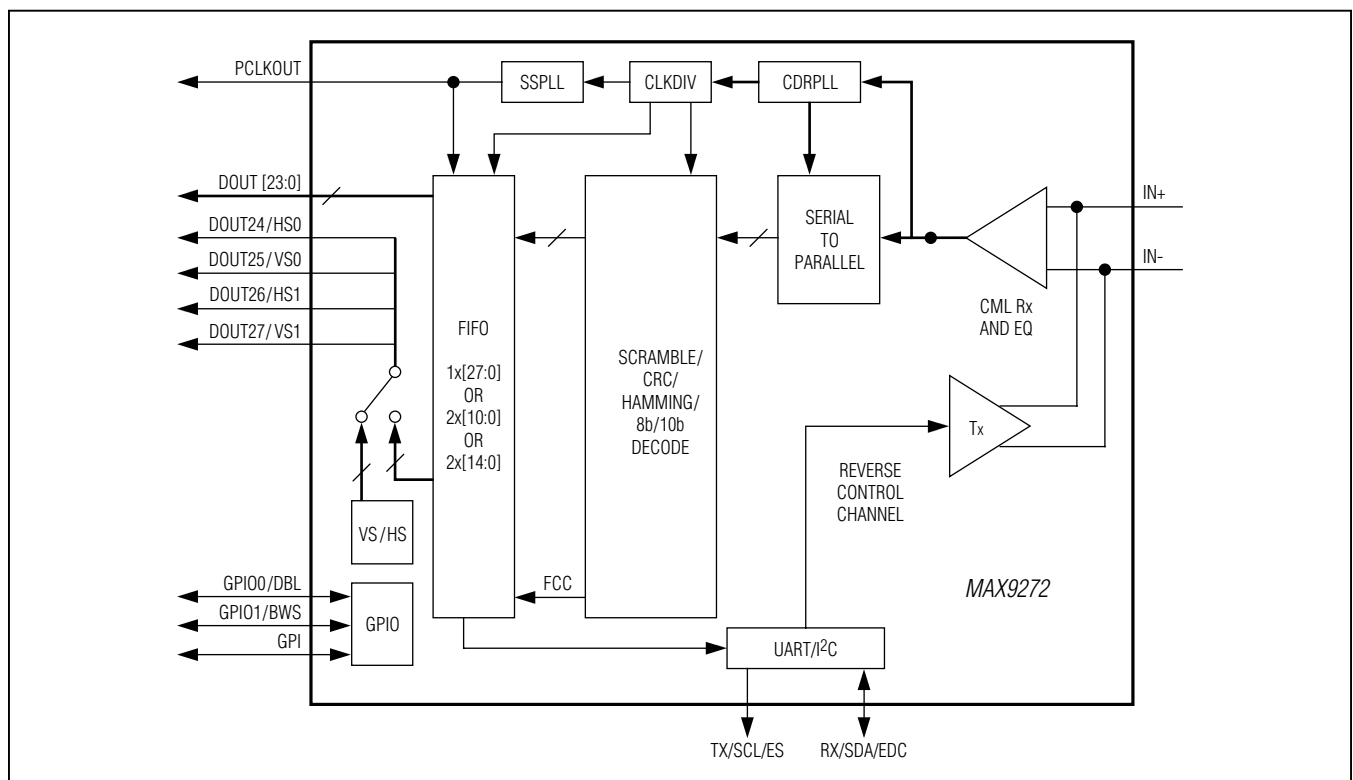 PCLKOUT
SSPLL
CLKDIV
CDRPLL
DOUT [23:0]
DOUT24/HS0
DOUT25/VS0
DOUT26/HS1
DOUT27/VS1
FIFO
1x[27:0]
OR
2x[10:0]
OR
2x[14:0]
SCRAMBLE/
CRC/
HAMMING/
8b/10b
DECODE
SERIAL
TO
PARALLEL
IN+
IN-
CML Rx
AND EQ
Tx
REVERSE
CONTROL
CHANNEL
VS/HS
GPIO0/DBL
GPIO1/BWS
GPI
GPIO
FCC
MAX9272
UART/I²C
TX/SCL/ES
RX/SDA/EDC